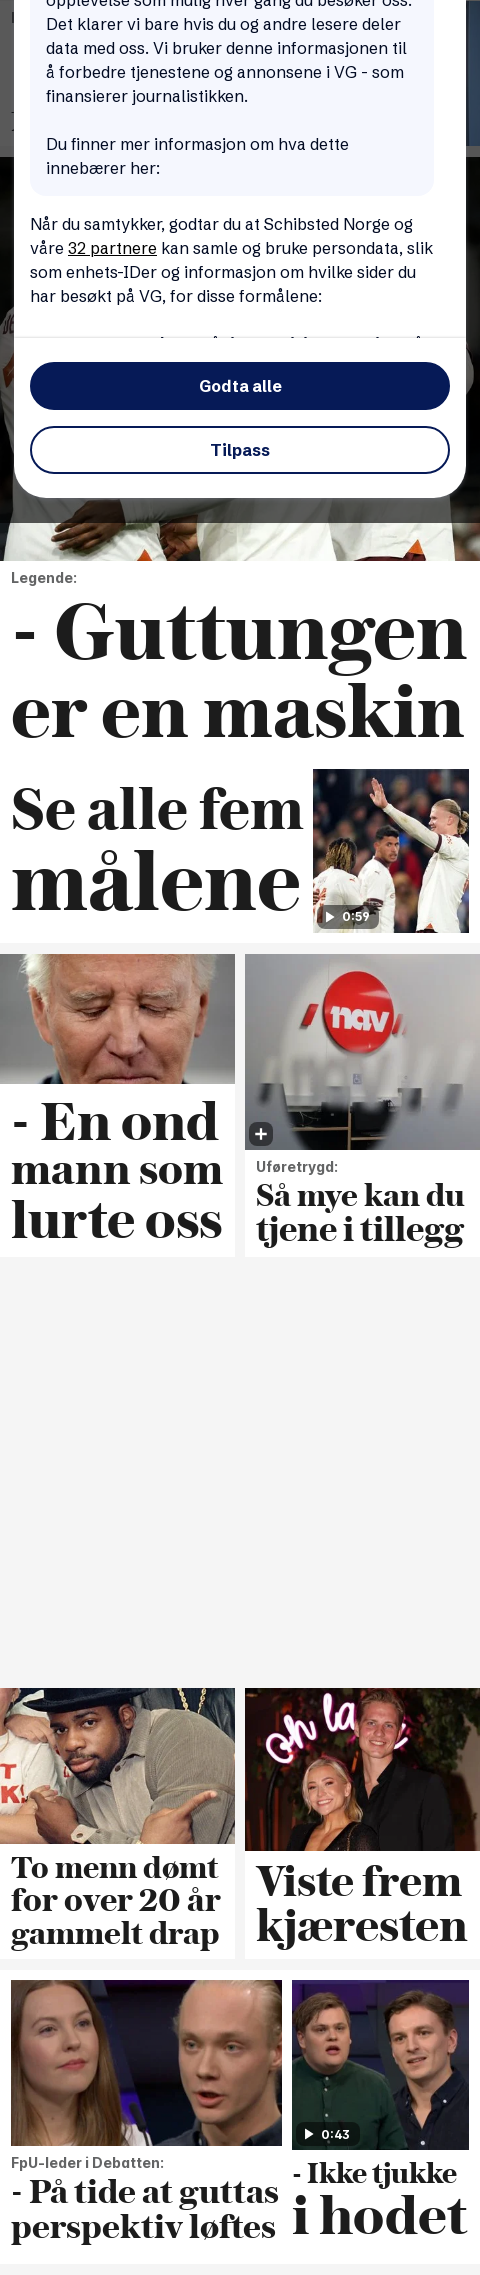 opplevelse som mulig hver gang du besøker oss.
Det klarer vi bare hvis du og andre lesere deler
data med oss. Vi bruker denne informasjonen til
å forbedre tjenestene og annonsene i VG - som
finansierer journalistikken.
Du finner mer informasjon om hva dette
innebærer her:
Når du samtykker, godtar du at Schibsted Norge og
våre 32 partnere kan samle og bruke persondata, slik
som enhets-IDer og informasjon om hvilke sider du
har besøkt på VG, for disse formålene:
Godta alle
Tilpass
Legende:
- Guttungen
er en maskin
Se alle fem
målene
0:59
- En ond
mann som
lurte oss
nav
Uføretrygd:
Så mye kan du
tjene i tillegg
To menn dømt
for over 20 år
gammelt drap
oh la
Viste frem
kjæresten
FpU-leder i Debatten:
- På tide at guttas
perspektiv løftes
0:43
- Ikke tjukke
i hodet